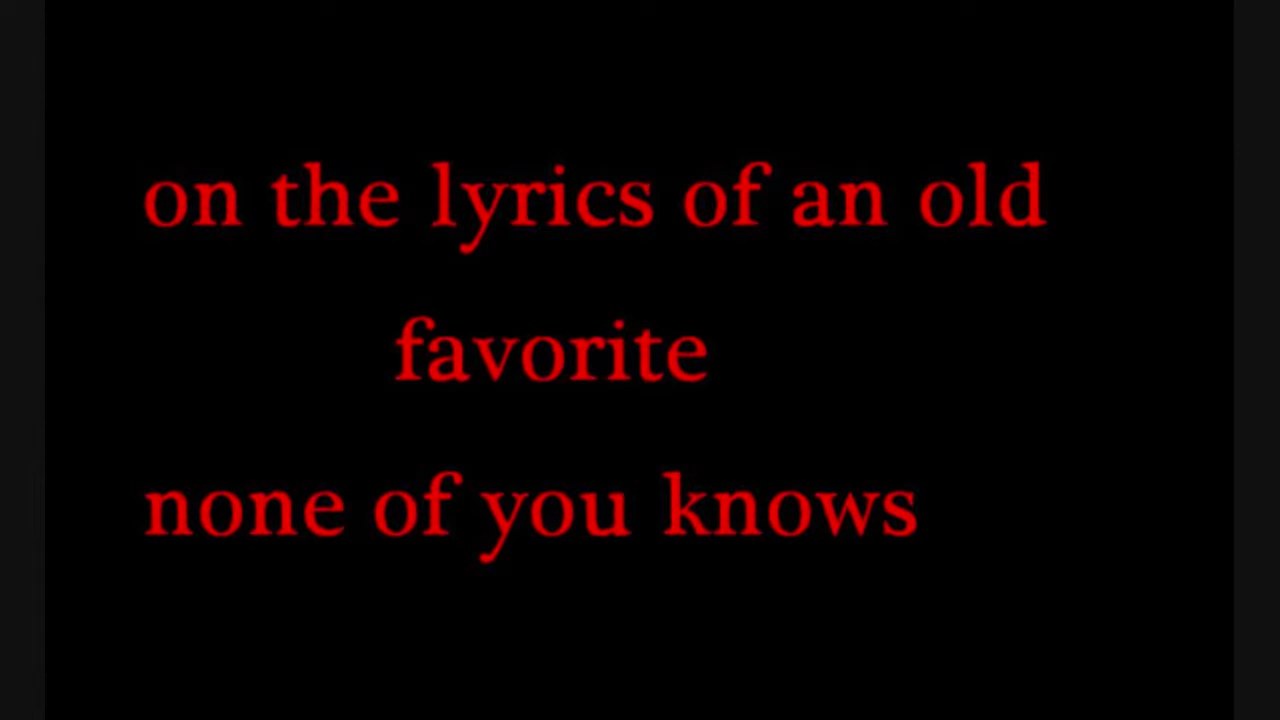 on the lyrics of an old
favorite
none of you knows